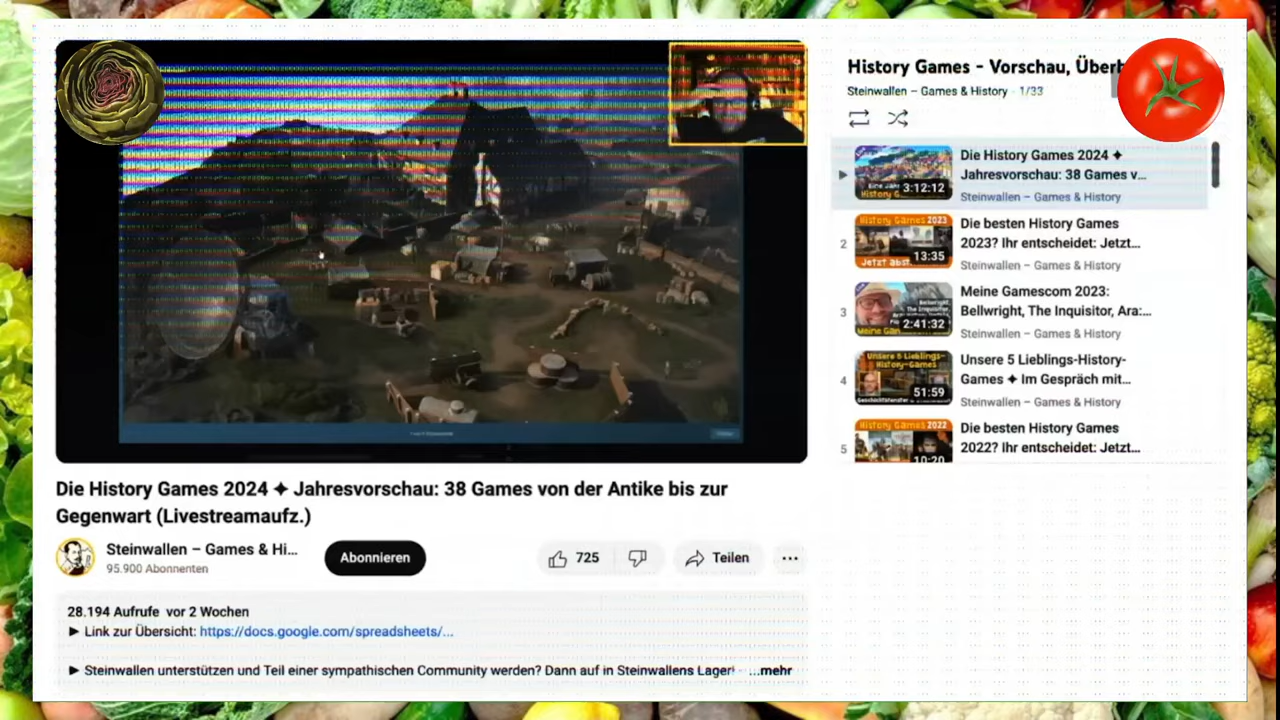 History Games - Vorschau, Über
Steinwallen – Games & History - 1/33
Die History Games 2024 ✦
Jahresvorschau: 38 Games v...
Steinwallen – Games & History
3:12:12
2
Die besten History Games
2023? Ihr entscheidet: Jetzt...
Steinwallen – Games & History
History Games 2023
13:35
3
Meine Gamescom 2023:
Bellwright, The Inquisitor, Ara:...
Steinwallen – Games & History
2:41:32
4
Unsere 5 Lieblings-History-
Games ✦ Im Gespräch mit...
Steinwallen – Games & History
Unsere 5 Lieblings-
History-Games
51:59
5
Die besten History Games
2022? Ihr entscheidet: Jetzt...
History Games 2022
10:20
Die History Games 2024 ✦ Jahresvorschau: 38 Games von der Antike bis zur
Gegenwart (Livestreamaufz.)
Steinwallen – Games & Hi...
95.900 Abonnenten
Abonnieren
725
Teilen
28.194 Aufrufe vor 2 Wochen
► Link zur Übersicht: https://docs.google.com/spreadsheets/...
► Steinwallen unterstützen und Teil einer sympathischen Community werden? Dann auf in Steinwallens Lager! ...mehr